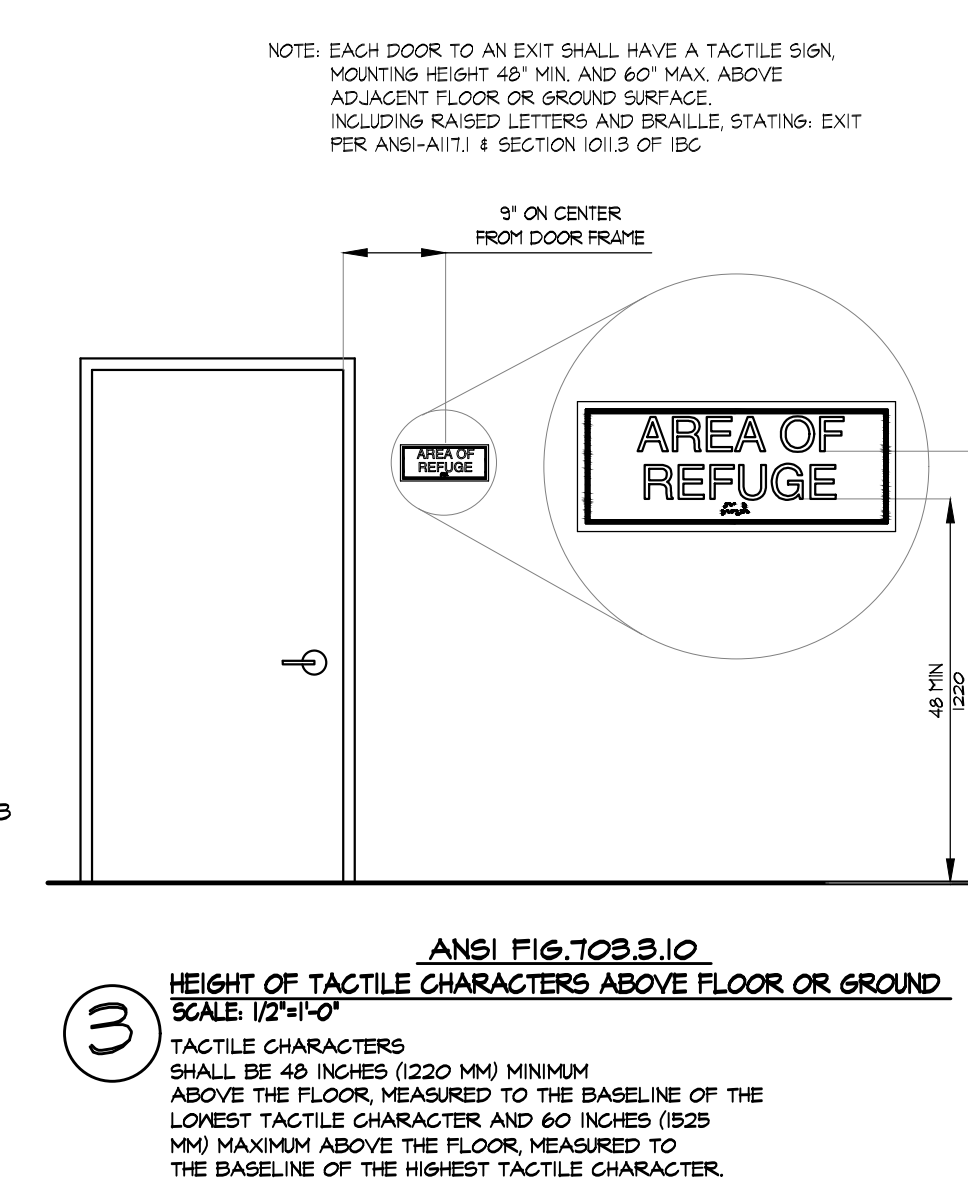 NOTE: EACH DOOR TO AN EXIT SHALL HAVE A TACTILE SIGN,
MOUNTING HEIGHT 48" MIN. AND 60" MAX. ABOVE
ADJACENT FLOOR OR GROUND SURFACE.
INCLUDING RAISED LETTERS AND BRAILLE, STATING: EXIT
PER ANSI-A117.1 & SECTION 1011.3 OF IBC
9" ON CENTER
FROM DOOR FRAME
AREA OF
REFUGE
AREA OF
REFUGE
48 MIN
1220
3
ANSI FIG.703.3.10
3
HEIGHT OF TACTILE CHARACTERS ABOVE FLOOR OR GROUND
SCALE: 1/2"=1'-0"
TACTILE CHARACTERS
SHALL BE 48 INCHES (1220 MM) MINIMUM
ABOVE THE FLOOR, MEASURED TO THE BASELINE OF THE
LOWEST TACTILE CHARACTER AND 60 INCHES (1525
MM) MAXIMUM ABOVE THE FLOOR, MEASURED TO
THE BASELINE OF THE HIGHEST TACTILE CHARACTER.